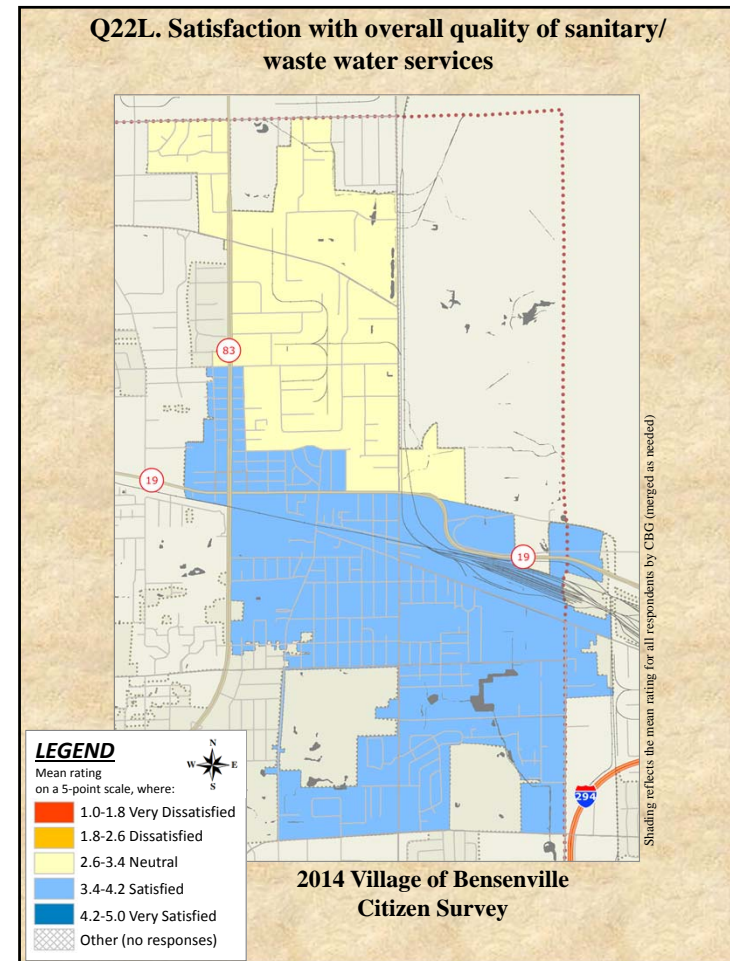 Q22L. Satisfaction with overall quality of sanitary/
waste water services
83
19
19
294
Shading reflects the mean rating for all respondents by CBG (merged as needed)
LEGEND
Mean rating
on a 5-point scale, where:
N
W
E
S
1.0-1.8 Very Dissatisfied
1.8-2.6 Dissatisfied
2.6-3.4 Neutral
3.4-4.2 Satisfied
4.2-5.0 Very Satisfied
Other (no responses)
2014 Village of Bensenville
Citizen Survey